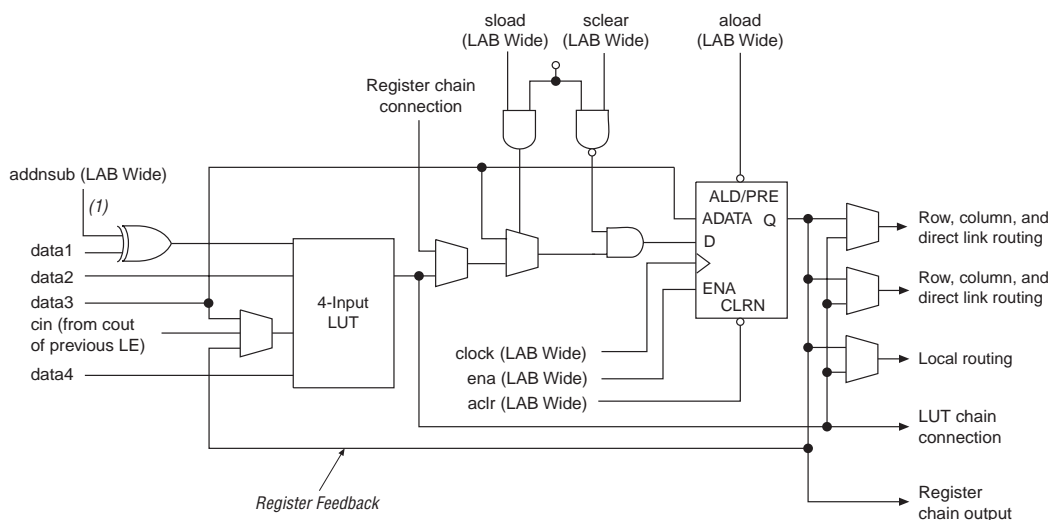 sload
(LAB Wide)
sclear
(LAB Wide)
aload
(LAB Wide)
Register chain
connection
addnsub (LAB Wide)
(1)
data1
data2
data3
cin (from cout
of previous LE)
data4
4-Input
LUT
ALD/PRE
ADATA
Q
D
ENA
CLRN
clock (LAB Wide)
ena (LAB Wide)
aclr (LAB Wide)
Row, column, and
direct link routing
Row, column, and
direct link routing
Local routing
LUT chain
connection
Register
chain output
Register Feedback